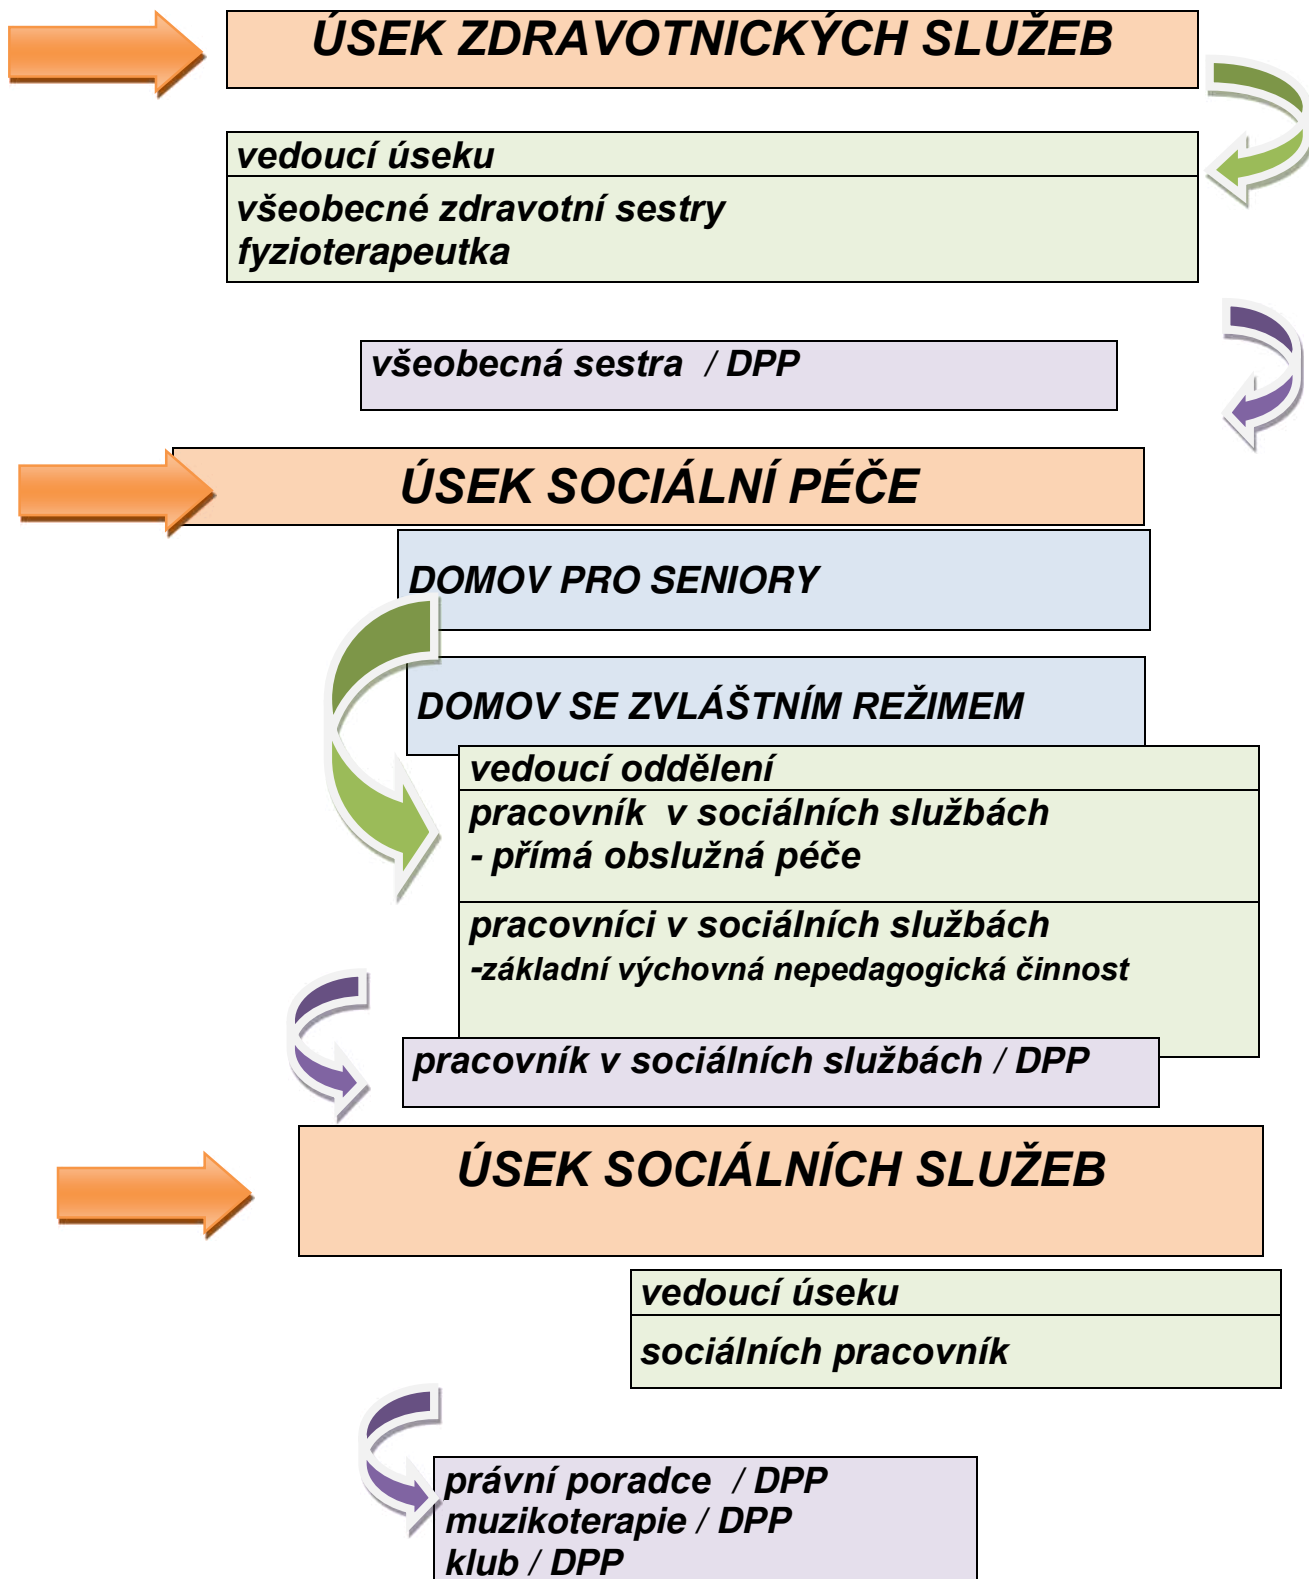 ÚSEK ZDRAVOTNICKÝCH SLUŽEB
vedoucí úseku
všeobecné zdravotní sestry
fyzioterapeutka
všeobecná sestra / DPP
ÚSEK SOCIÁLNÍ PÉČE
DOMOV PRO SENIORY
DOMOV SE ZVLÁŠTNÍM REŽIMEM
vedoucí oddělení
pracovník v sociálních službách
- přímá obslužná péče
pracovníci v sociálních službách
-základní výchovná nepedagogická činnost
pracovník v sociálních službách / DPP
ÚSEK SOCIÁLNÍCH SLUŽEB
vedoucí úseku
sociálních pracovník
právní poradce / DPP
muzikoterapie / DPP
klub / DPP